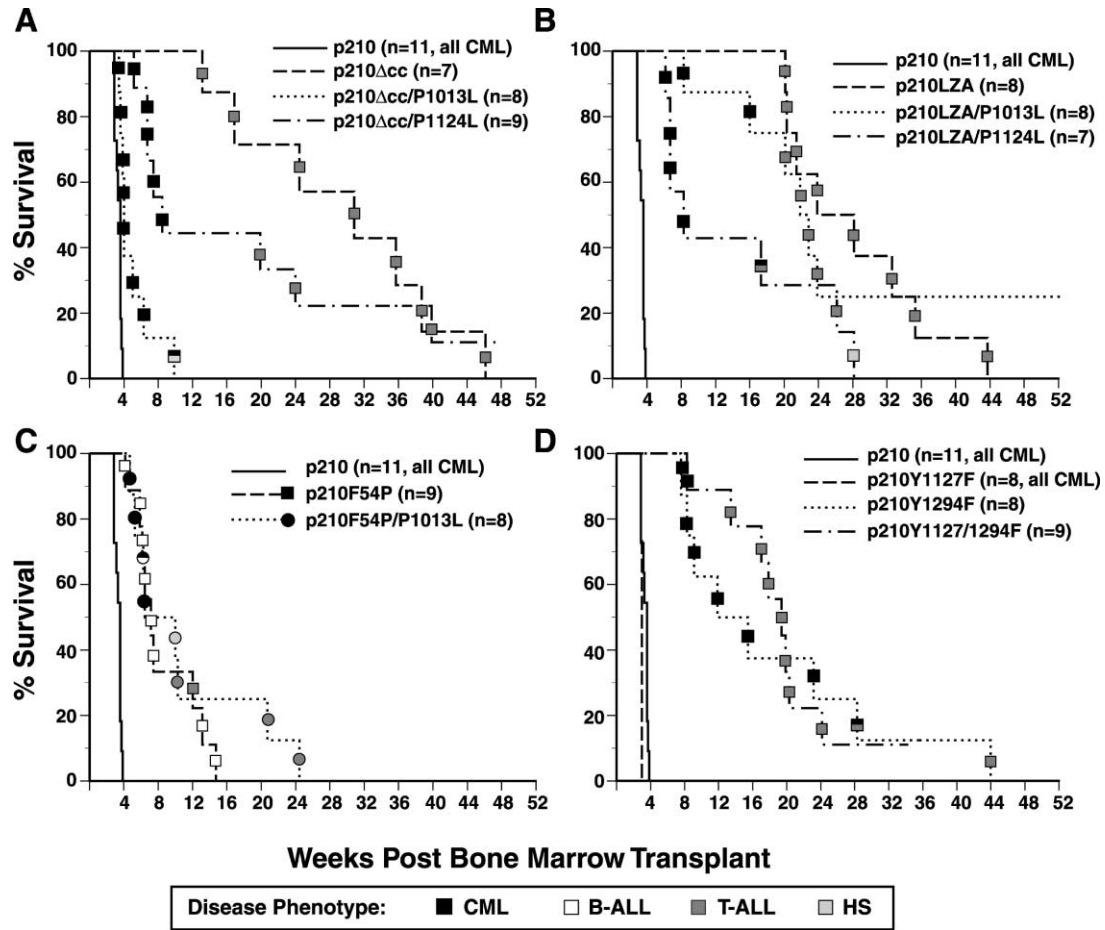 A
100
80
60
40
20
0
% Survival
4 8 12 16 20 24 28 32 36 40 44 48 52
p210 (n=11, all CML)
p210Δcc (n=7)
p210Δcc/P1013L (n=8)
p210Δcc/P1124L (n=9)
B
100
80
60
40
20
0
4 8 12 16 20 24 28 32 36 40 44 48 52
p210 (n=11, all CML)
p210LZA (n=8)
p210LZA/P1013L (n=8)
p210LZA/P1124L (n=7)
C
100
80
60
40
20
0
% Survival
4 8 12 16 20 24 28 32 36 40 44 48 52
p210 (n=11, all CML)
p210F54P (n=9)
p210F54P/P1013L (n=8)
D
100
80
60
40
20
0
4 8 12 16 20 24 28 32 36 40 44 48 52
p210 (n=11, all CML)
p210Y1127F (n=8, all CML)
p210Y1294F (n=8)
p210Y1127/1294F (n=9)
Weeks Post Bone Marrow Transplant
Disease Phenotype: CML B-ALL T-ALL HS